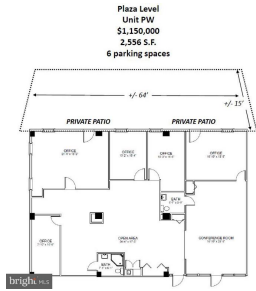 Plaza Level
Unit PW
$1,150,000
2,556 S.F.
6 parking spaces
+/- 64'
+/- 15'
PRIVATE PATIO
PRIVATE PATIO
OFFICE
OFFICE
OFFICE
OFFICE
BATH
OFFICE
OPEN AREA
CONFERENCE ROOM
BATH
bright MLS